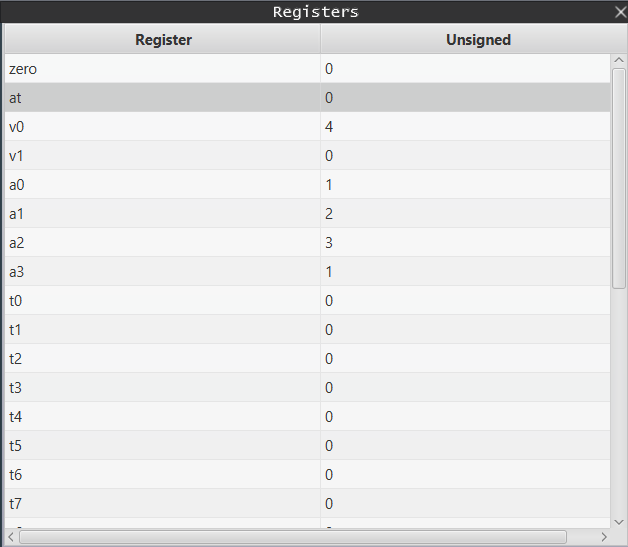 Registers
Register Unsigned
zero 0
at 0
v0 4
v1 0
a0 1
a1 2
a2 3
a3 1
t0 0
t1 0
t2 0
t3 0
t4 0
t5 0
t6 0
t7 0